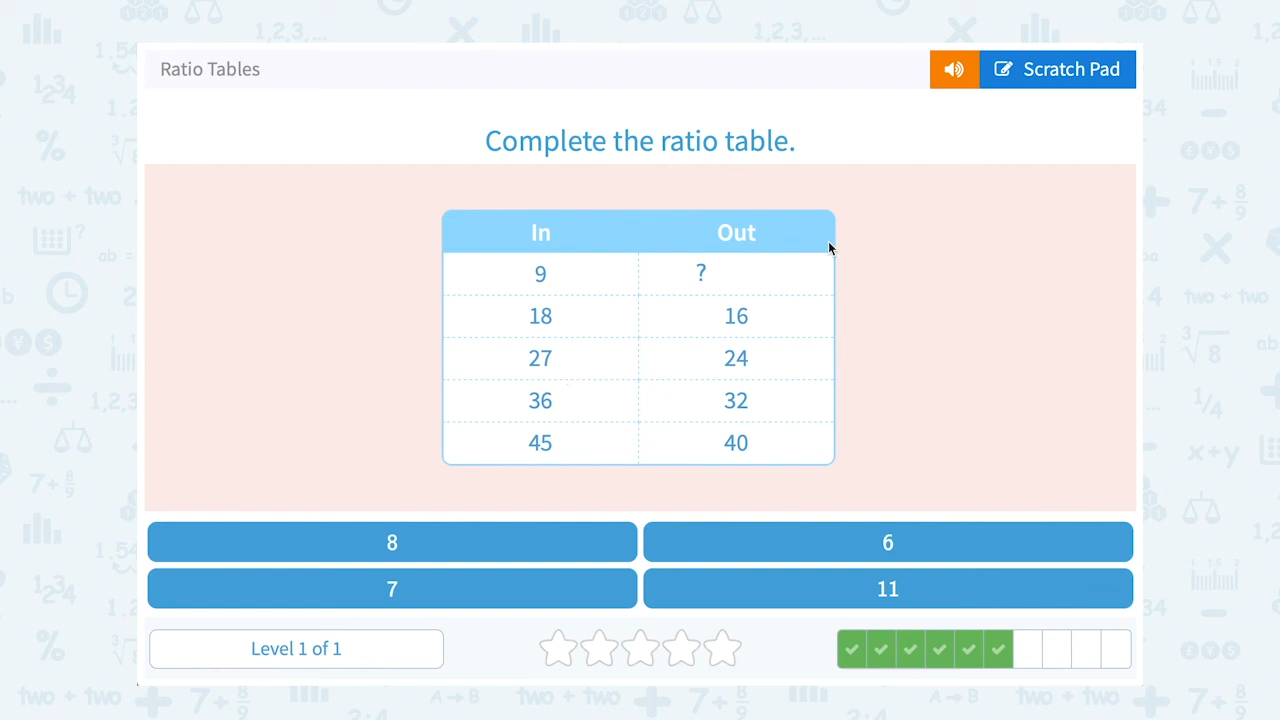 Ratio Tables
Scratch Pad
Complete the ratio table.
In Out
9 ?
18 16
27 24
36 32
45 40
8 6
7 11
Level 1 of 1